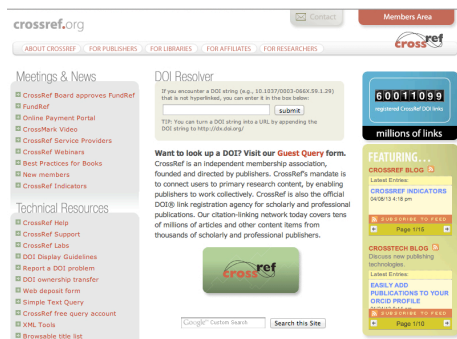 crossref.org
Contact
Members Area
ABOUT CROSSREF
FOR PUBLISHERS
FOR LIBRARIES
FOR AFFILIATES
FOR RESEARCHERS
crossref
Meetings & News
CrossRef Board approves FundRef
FundRef
Online Payment Portal
CrossMark Video
CrossRef Service Providers
CrossRef Webinars
Best Practices for Books
New members
CrossRef Indicators
Technical Resources
CrossRef Help
CrossRef Support
CrossRef Labs
DOI Display Guidelines
Report a DOI problem
DOI ownership transfer
Web deposit form
Simple Text Query
CrossRef free query account
XML Tools
Browsable title list
DOI Resolver
If you encounter a DOI string (e.g., 10.1037/0003-066X.59.1.29)
that is not hyperlinked, you can enter it in the box below:
submit
TIP: You can turn a DOI string into a URL by appending the
DOI string to http://dx.doi.org/
Want to look up a DOI? Visit our Guest Query form.
CrossRef is an independent membership association,
founded and directed by publishers. CrossRef's mandate is
to connect users to primary research content, by enabling
publishers to work collectively. CrossRef is also the official
DOI® link registration agency for scholarly and professional
publications. Our citation-linking network today covers tens
of millions of articles and other content items from
thousands of scholarly and professional publishers.
crossref
Google™ Custom Search
Search this Site
60011099
registered CrossRef DOI links
millions of links
FEATURING...
CROSSREF BLOG
Latest Entries:
CROSSREF INDICATORS
04/08/13 4:18 pm
SUBSCRIBE TO FEED
Page 1/15
CROSSTECH BLOG
Discuss new publishing
technologies.
Latest Entries:
EASILY ADD
PUBLICATIONS TO YOUR
ORCID PROFILE
SUBSCRIBE TO FEED
Page 1/10